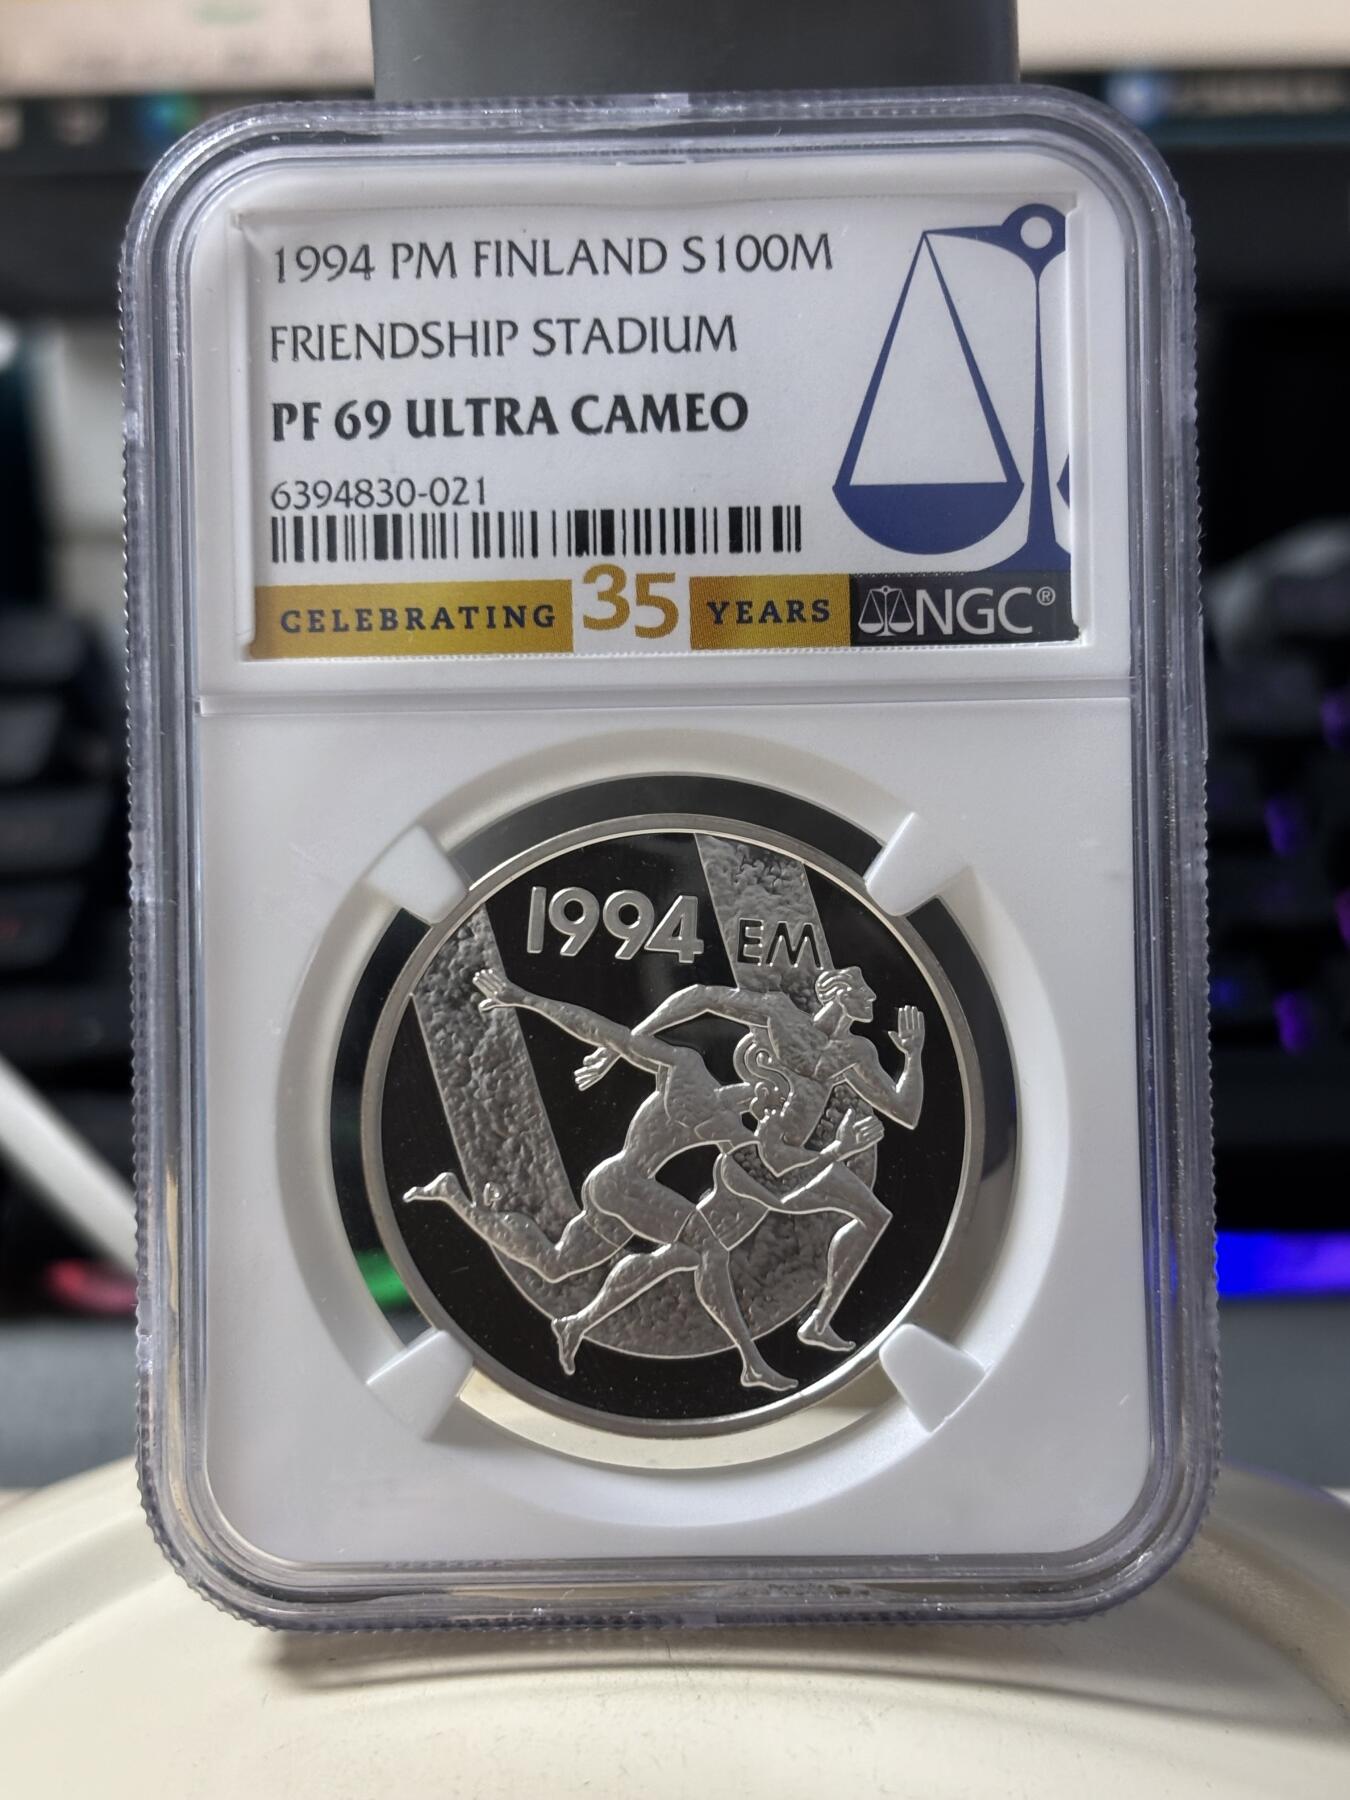 1994 PM FINLAND S100M
FRIENDSHIP STADIUM
PF 69 ULTRA CAMEO
6394830-021
CELEBRATING 35 YEARS NGC®
1994 EM
P